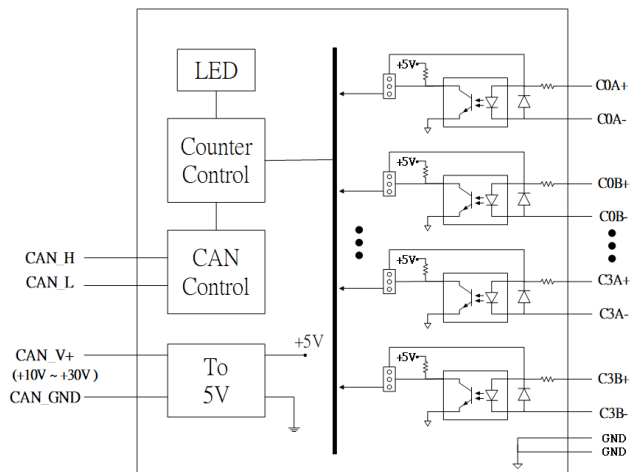 LED
Counter
Control
CAN
Control
CAN_H
CAN_L
CAN_V+
(+10V ~ +30V)
CAN_GND
To
5V
+5V
+5V
C0A+
C0A-
+5V
C0B+
C0B-
+5V
C3A+
C3A-
+5V
C3B+
C3B-
GND
GND